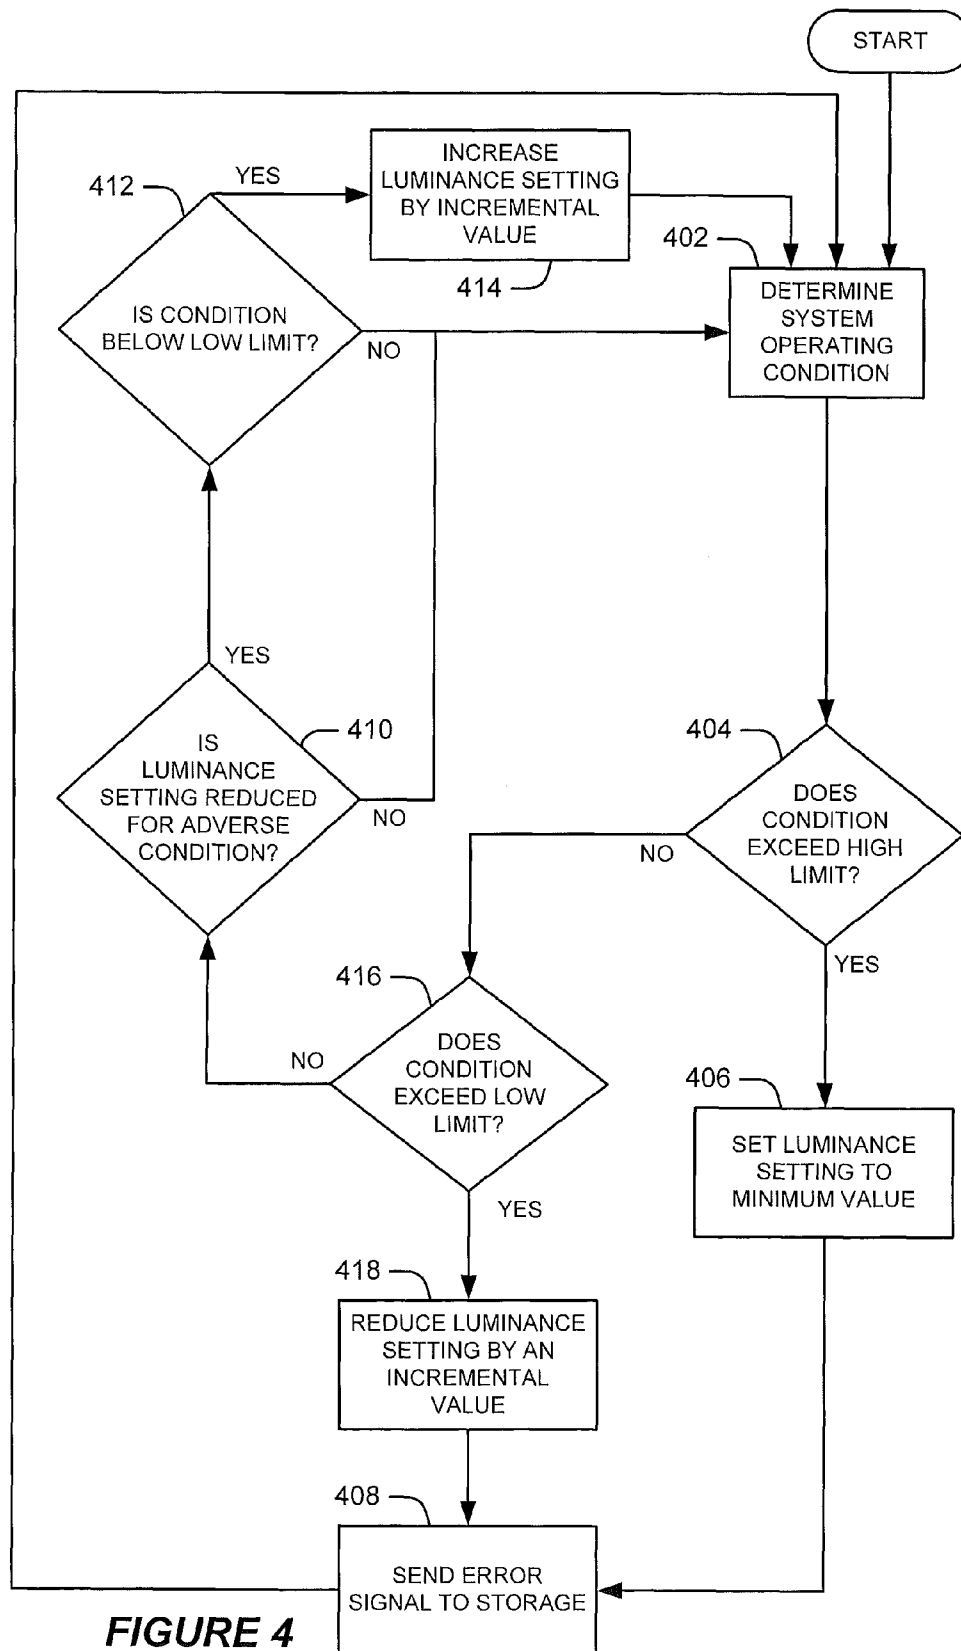 START
412
YES
INCREASE
LUMINANCE SETTING
BY INCREMENTAL
VALUE
414
402
DETERMINE
SYSTEM
OPERATING
CONDITION
IS CONDITION
BELOW LOW LIMIT?
NO
YES
410
IS
LUMINANCE
SETTING REDUCED
FOR ADVERSE
CONDITION?
NO
404
DOES
CONDITION
EXCEED HIGH
LIMIT?
NO
YES
416
DOES
CONDITION
EXCEED LOW
LIMIT?
NO
YES
406
SET LUMINANCE
SETTING TO
MINIMUM VALUE
418
REDUCE LUMINANCE
SETTING BY AN
INCREMENTAL
VALUE
408
SEND ERROR
SIGNAL TO STORAGE
FIGURE 4